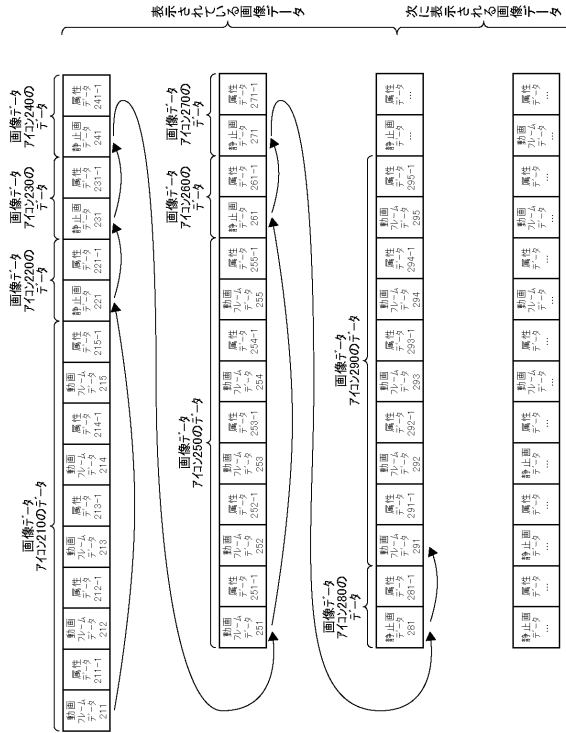 画像データ
アイコン210のデータ
画像データ
アイコン220の
データ
画像データ
アイコン230の
データ
画像データ
アイコン240の
データ
動画
フレーム
データ
211
属性
データ
211-1
動画
フレーム
データ
212
属性
データ
212-1
動画
フレーム
データ
213
属性
データ
213-1
動画
フレーム
データ
214
属性
データ
214-1
動画
フレーム
データ
215
属性
データ
215-1
静止画
データ
221
属性
データ
221-1
静止画
データ
231
属性
データ
231-1
静止画
データ
241
属性
データ
241-1
表示されている画像データ
画像データ
アイコン250のデータ
画像データ
アイコン260の
データ
画像データ
アイコン270の
データ
動画
フレーム
データ
251
属性
データ
251-1
動画
フレーム
データ
252
属性
データ
252-1
動画
フレーム
データ
253
属性
データ
253-1
動画
フレーム
データ
254
属性
データ
254-1
動画
フレーム
データ
255
属性
データ
255-1
静止画
データ
261
属性
データ
261-1
静止画
データ
271
属性
データ
271-1
画像データ
アイコン280の
データ
画像データ
アイコン290のデータ
静止画
データ
281
属性
データ
281-1
動画
フレーム
データ
291
属性
データ
291-1
動画
フレーム
データ
292
属性
データ
292-1
動画
フレーム
データ
293
属性
データ
293-1
動画
フレーム
データ
294
属性
データ
294-1
動画
フレーム
データ
295
属性
データ
295-1
静止画
データ
…
属性
データ
…
次に表示される画像データ
静止画
データ
…
属性
データ
…
静止画
データ
…
属性
データ
…
静止画
データ
…
属性
データ
…
動画
フレーム
データ
…
属性
データ
…
動画
フレーム
データ
…
属性
データ
…
動画
フレーム
データ
…
属性
データ
…
動画
フレーム
データ
…
属性
データ
…